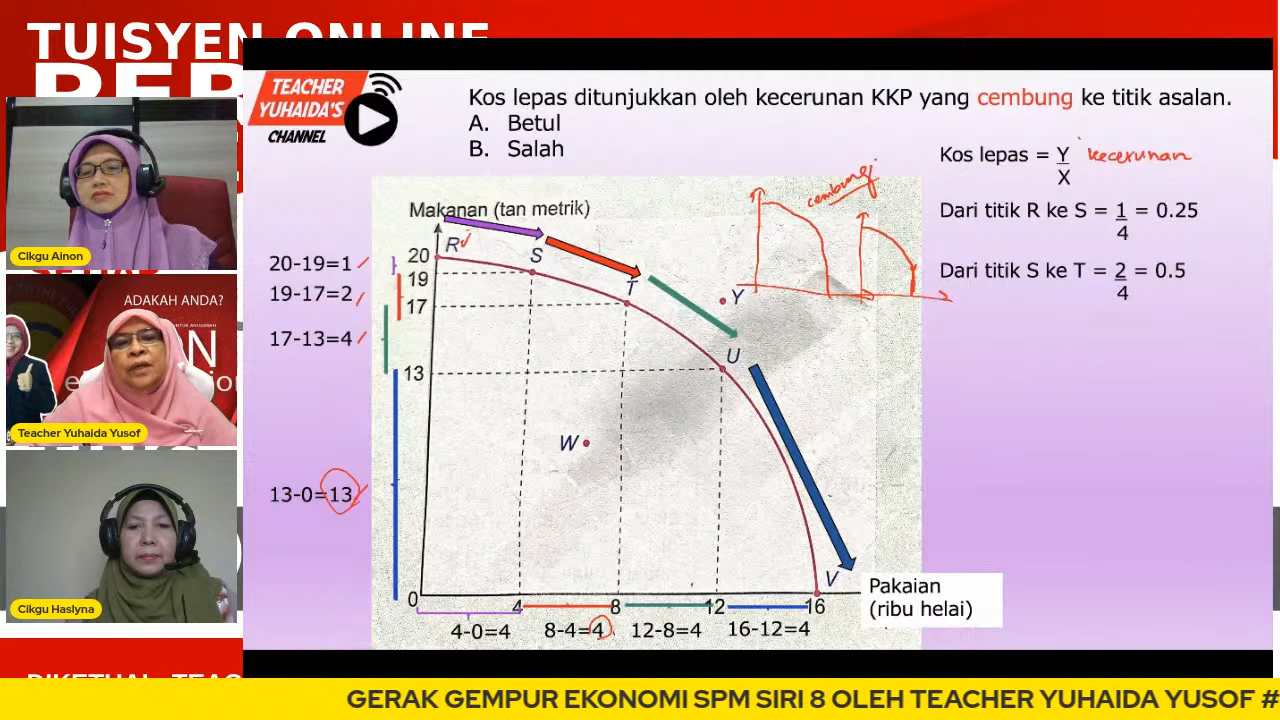 TUISYEN ONLINE
TEACHER
YUHAIDA'S
CHANNEL
Kos lepas ditunjukkan oleh kecerunan KKP yang cembung ke titik asalan.
A. Betul
B. Salah
Kos lepas = Y kecerunan
X
Dari titik R ke S = 1 = 0.25
4
Dari titik S ke T = 2 = 0.5
4
cembung
Makanan (tan metrik)
R
S
T
Y
U
W
V
20
19
17
13
0
4
8
12
16
20-19=1
19-17=2
17-13=4
13-0=13
4-0=4
8-4=4
12-8=4
16-12=4
Pakaian
(ribu helai)
Cikgu Ainon
ADAKAH ANDA?
Teacher Yuhaida Yusof
Cikgu Haslyna
GERAK GEMPUR EKONOMI SPM SIRI 8 OLEH TEACHER YUHAIDA YUSOF #